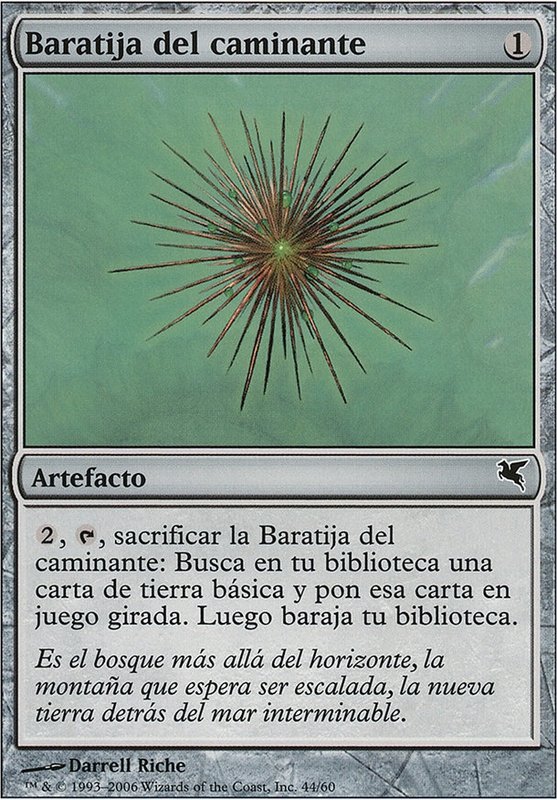 Baratija del caminante 1
Artefacto
2, , sacrificar la Baratija del
caminante: Busca en tu biblioteca una
carta de tierra básica y pon esa carta en
juego girada. Luego baraja tu biblioteca.
Es el bosque más allá del horizonte, la
montaña que espera ser escalada, la nueva
tierra detrás del mar interminable.
Darrell Riche
™ & © 1993–2006 Wizards of the Coast, Inc. 44/60